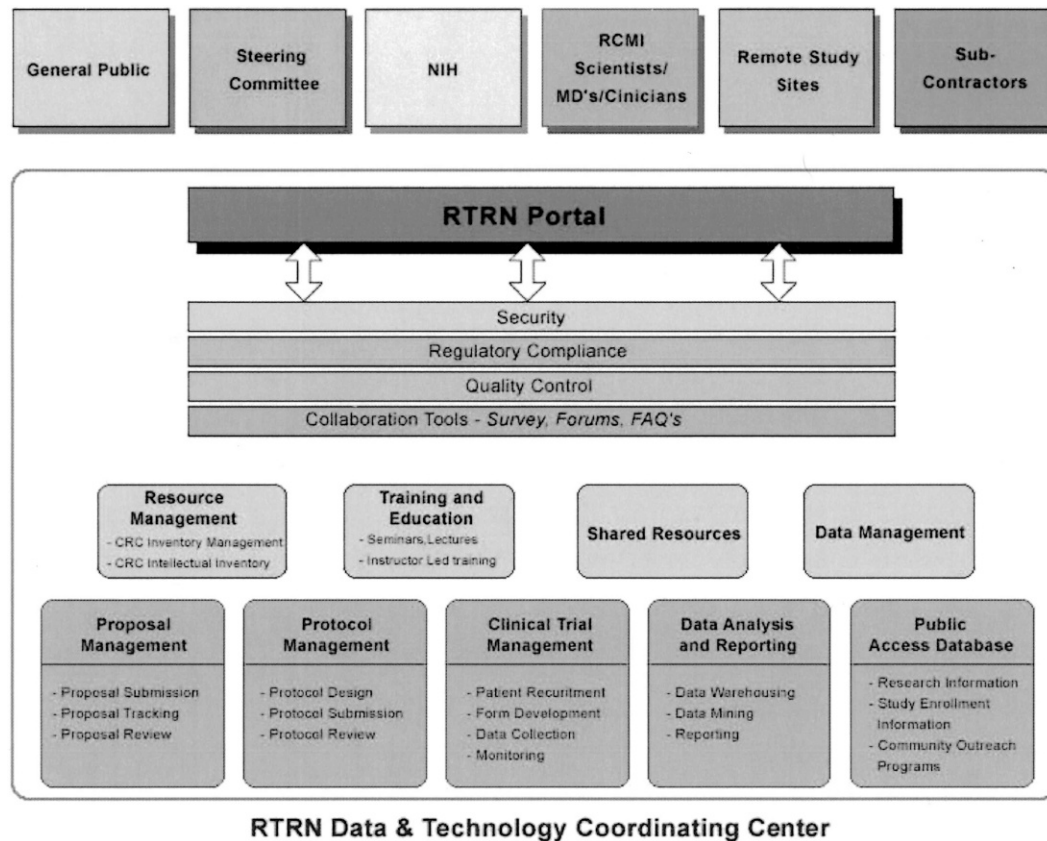 General Public
Steering
Committee
NIH
RCMI
Scientists/
MD's/Cinicians
Remote Study
Sites
Sub-
Contractors
RTRN Portal
Security
Regulatory Compliance
Quality Control
Collaboration Tools - Survey, Forums, FAQ's
Resource
Management
- CRC Inventory Management
- CRC Intellectual Inventory
Training and
Education
- Seminars,Lectures
- Instructor Led training
Shared Resources
Data Management
Proposal
Management
- Proposal Submission
- Proposal Tracking
- Proposal Review
Protocol
Management
- Protocol Design
- Protocol Submission
- Protocol Review
Clinical Trial
Management
- Patient Recuritment
- Form Development
- Data Collection
- Monitoring
Data Analysis
and Reporting
- Data Warehousing
- Data Mining
- Reporting
Public
Access Database
- Research Information
- Study Enrollment
Information
- Community Outreach
Programs
RTRN Data & Technology Coordinating Center